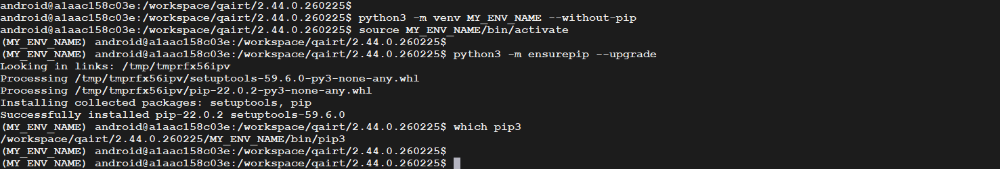 android@a1aac158c03e:/workspace/qairt/2.44.0.260225$
android@a1aac158c03e:/workspace/qairt/2.44.0.260225$ python3 -m venv MY_ENV_NAME --without-pip
android@a1aac158c03e:/workspace/qairt/2.44.0.260225$ source MY_ENV_NAME/bin/activate
(MY_ENV_NAME) android@a1aac158c03e:/workspace/qairt/2.44.0.260225$
(MY_ENV_NAME) android@a1aac158c03e:/workspace/qairt/2.44.0.260225$ python3 -m ensurepip --upgrade
Looking in links: /tmp/tmprfx56ipv
Processing /tmp/tmprfx56ipv/setuptools-59.6.0-py3-none-any.whl
Processing /tmp/tmprfx56ipv/pip-22.0.2-py3-none-any.whl
Installing collected packages: setuptools, pip
Successfully installed pip-22.0.2 setuptools-59.6.0
(MY_ENV_NAME) android@a1aac158c03e:/workspace/qairt/2.44.0.260225$ which pip3
/workspace/qairt/2.44.0.260225/MY_ENV_NAME/bin/pip3
(MY_ENV_NAME) android@a1aac158c03e:/workspace/qairt/2.44.0.260225$
(MY_ENV_NAME) android@a1aac158c03e:/workspace/qairt/2.44.0.260225$